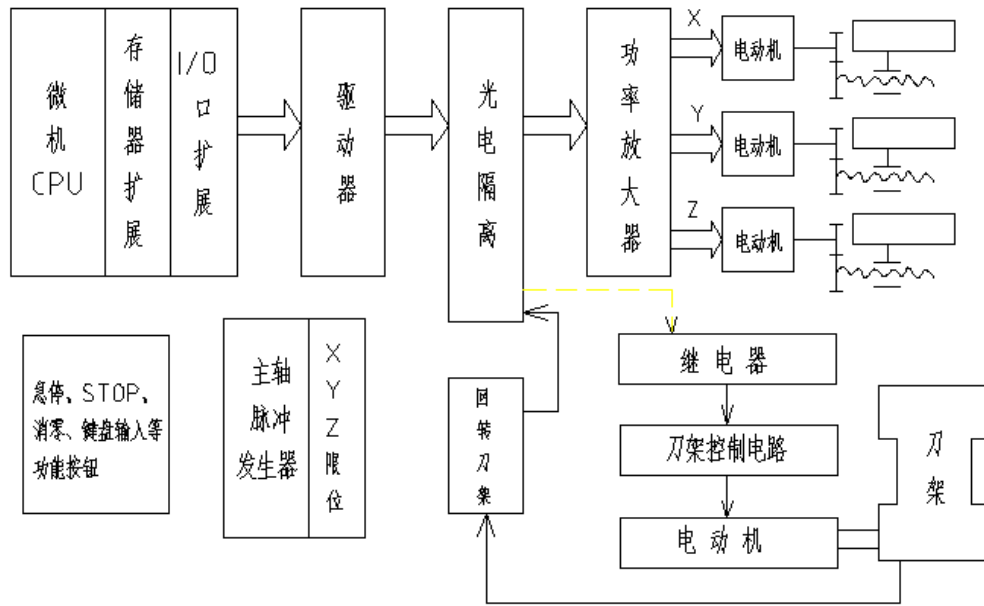 微机
CPU
存储器扩展
I/O
口扩展
驱动器
光电隔离
功率放大器
X
电动机
Y
电动机
Z
电动机
急停、STOP、
消零、键盘输入等
功能按钮
主轴
脉冲
发生器
X
Y
Z
限位
回转刀架
继电器
刀架控制电路
电动机
刀架